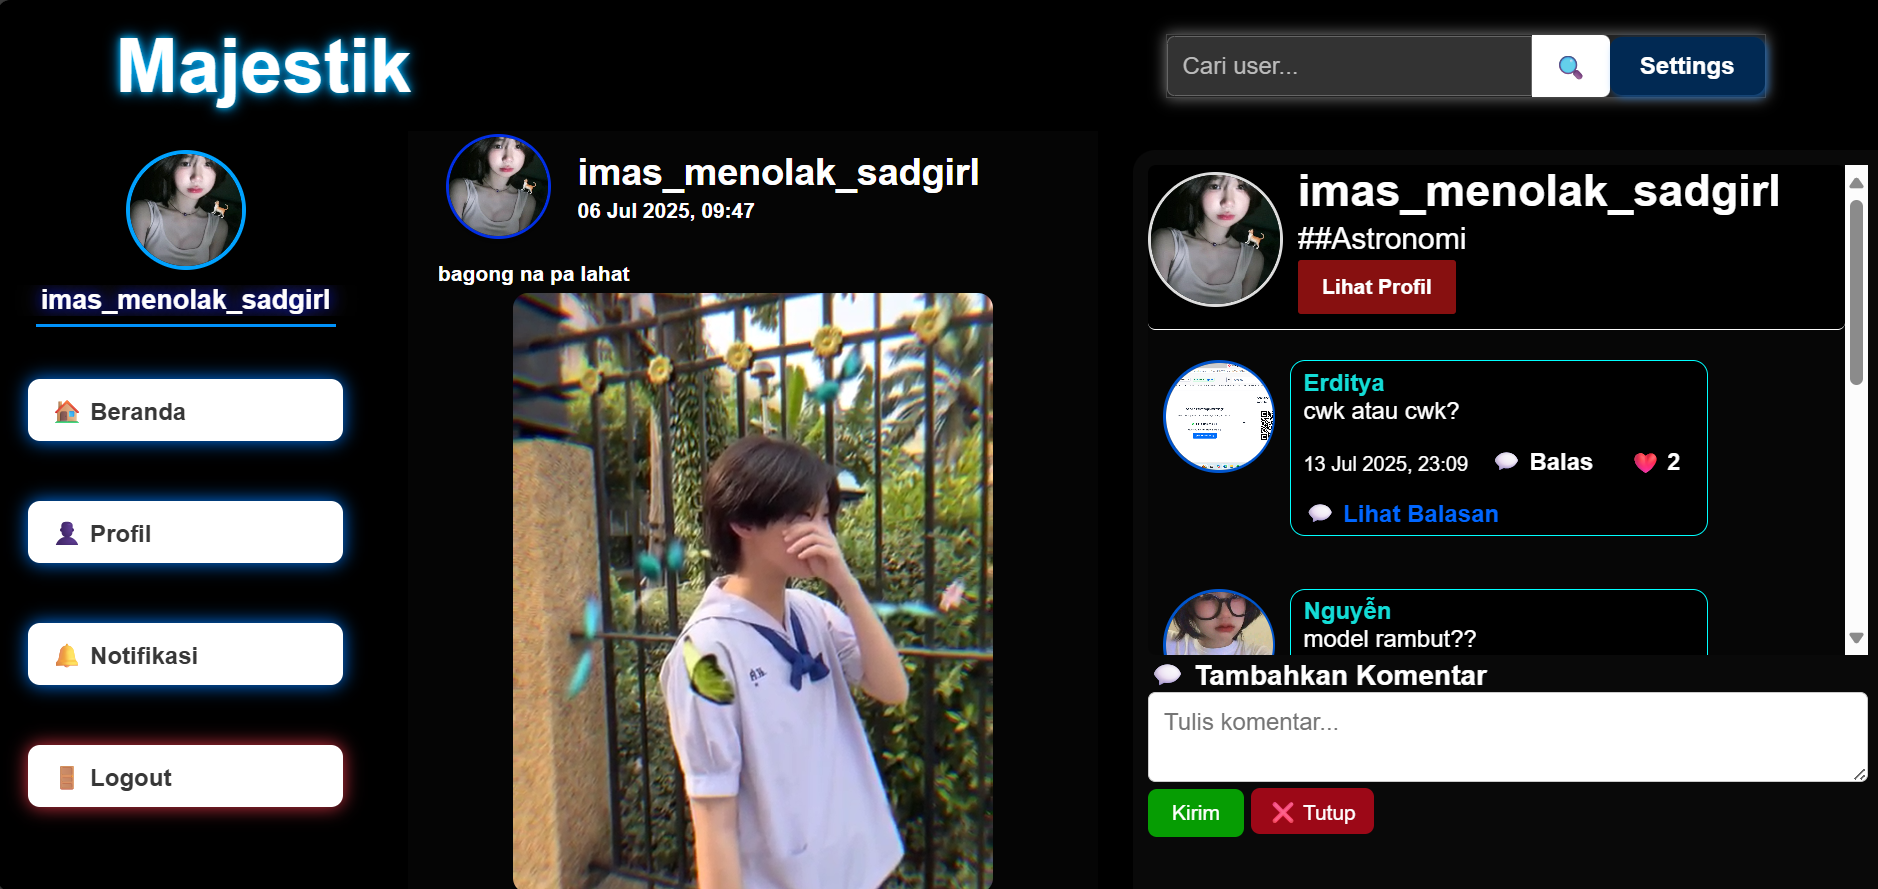 Majestik
Cari user...
Settings
imas_menolak_sadgirl
Beranda
Profil
Notifikasi
Logout
imas_menolak_sadgirl
06 Jul 2025, 09:47
bagong na pa lahat
imas_menolak_sadgirl
##Astronomi
Lihat Profil
Erditya
cwk atau cwk?
13 Jul 2025, 23:09 Balas 2
Lihat Balasan
Nguyễn
model rambut??
Tambahkan Komentar
Tulis komentar...
Kirim
Tutup